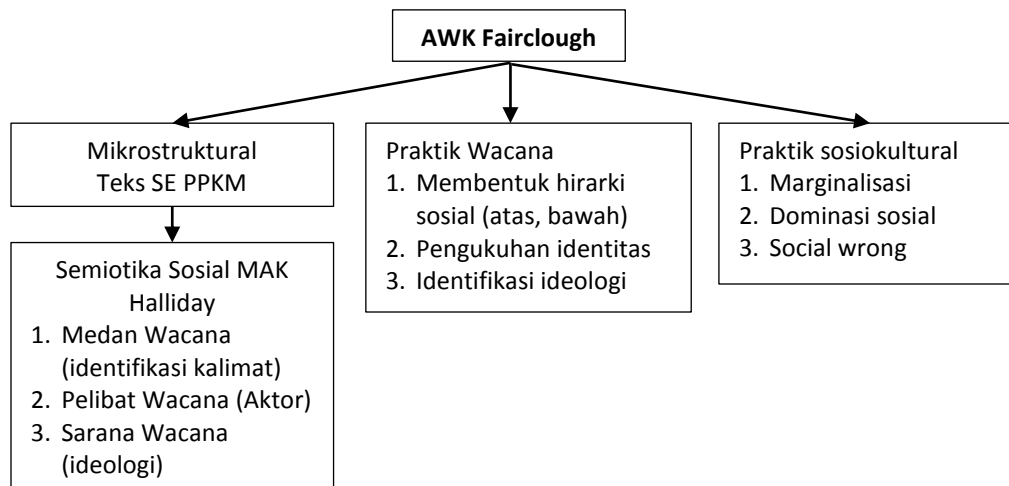 AWK Fairclough
Mikrostruktural
Teks SE PPKM
Semiotika Sosial MAK
Halliday
1. Medan Wacana
(identifikasi kalimat)
2. Pelibat Wacana (Aktor)
3. Sarana Wacana
(ideologi)
Praktik Wacana
1. Membentuk hirarki
sosial (atas, bawah)
2. Pengukuhan identitas
3. Identifikasi ideologi
Praktik sosiokultural
1. Marginalisasi
2. Dominasi sosial
3. Social wrong